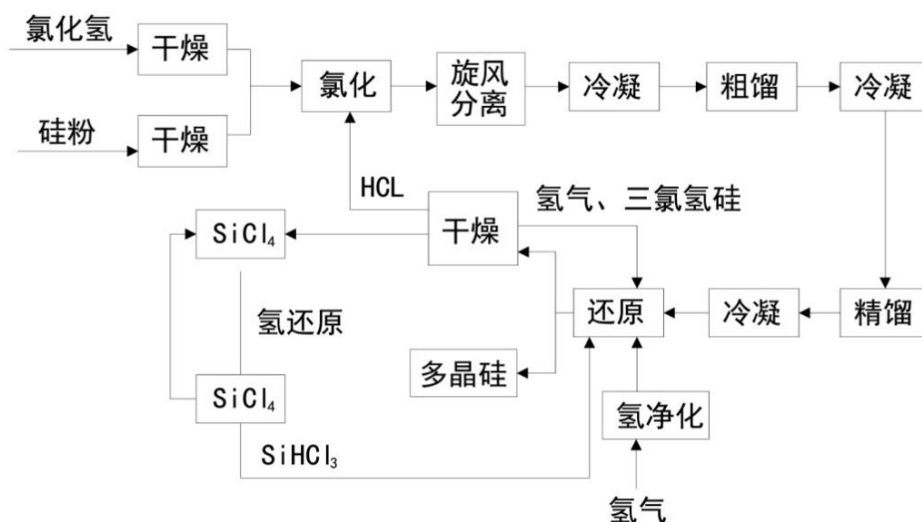 氯化氢
干燥
硅粉
干燥
氯化
旋风
分离
冷凝
粗馏
冷凝
HCL
氢气、三氯氢硅
SiCl₄
干燥
氢还原
还原
冷凝
精馏
多晶硅
SiCl₄
氢净化
SiHCl₃
氢气